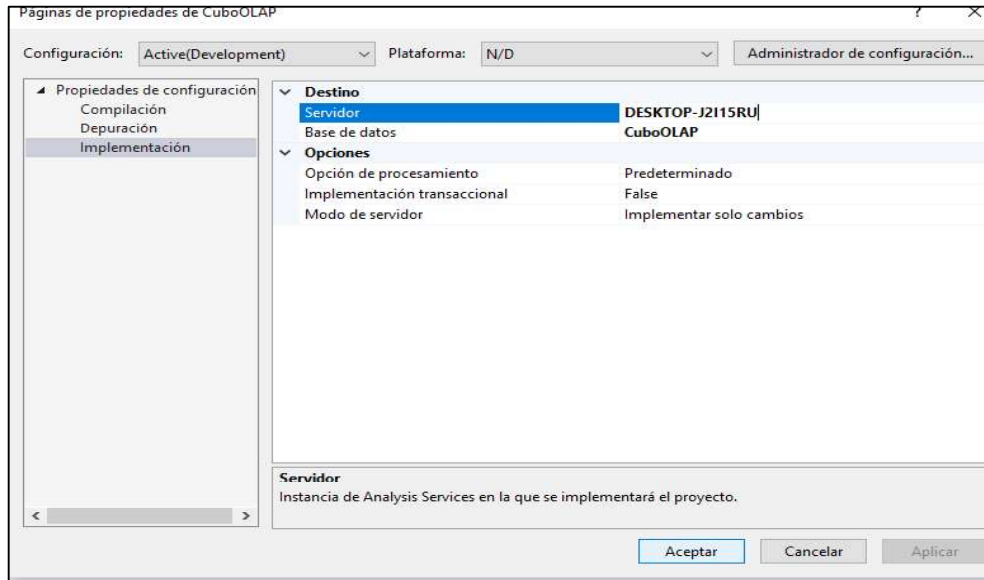 Páginas de propiedades de CuboOLAP ? ×
Configuración: Active(Development) Plataforma: N/D Administrador de configuración...
Propiedades de configuración
Compilación
Depuración
Implementación
Destino
Servidor DESKTOP-J2I15RU
Base de datos CuboOLAP
Opciones
Opción de procesamiento Predeterminado
Implementación transaccional False
Modo de servidor Implementar solo cambios
Servidor
Instancia de Analysis Services en la que se implementará el proyecto.
Aceptar Cancelar Aplicar